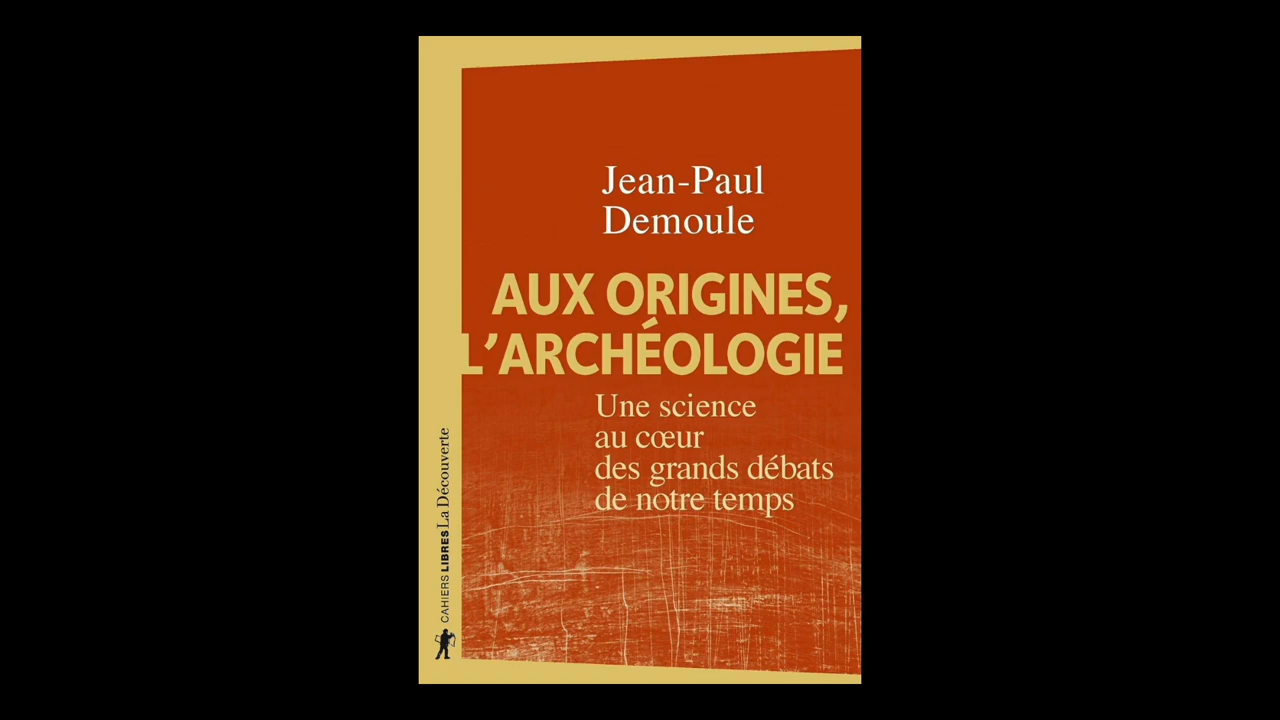 Jean-Paul
Demoule
AUX ORIGINES,
L’ARCHÉOLOGIE
Une science
au cœur
des grands débats
de notre temps
CAHIERS LIBRES La Découverte